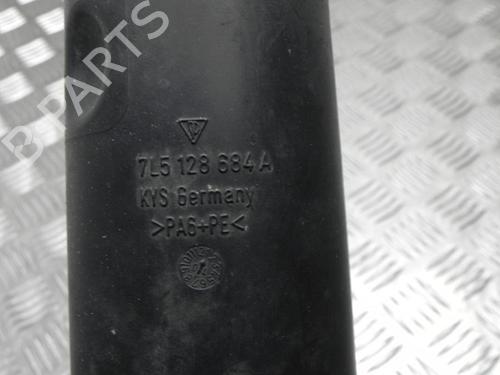 B-PARTS
7L5 128 684 A
KYS Germany
>PA6+PE<